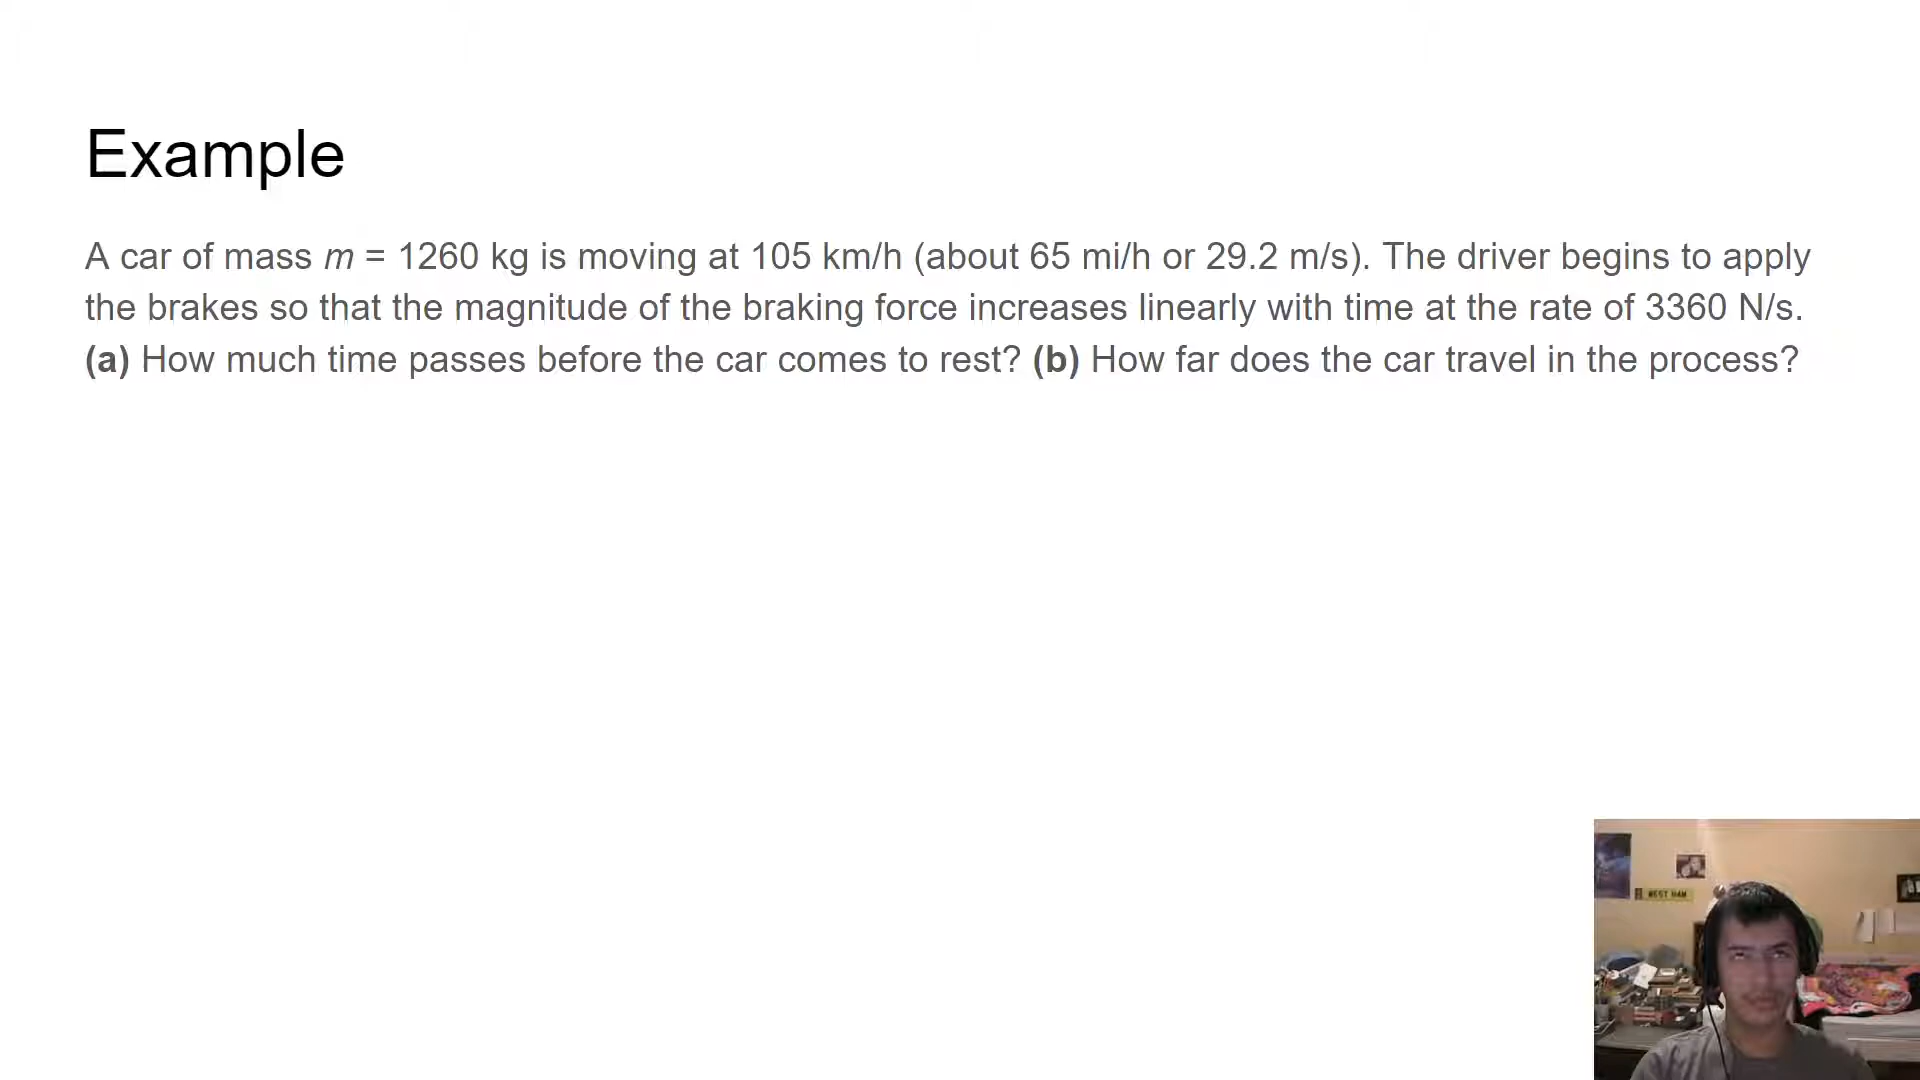 Example
A car of mass m = 1260 kg is moving at 105 km/h (about 65 mi/h or 29.2 m/s). The driver begins to apply
the brakes so that the magnitude of the braking force increases linearly with time at the rate of 3360 N/s.
(a) How much time passes before the car comes to rest? (b) How far does the car travel in the process?
WEST HAM